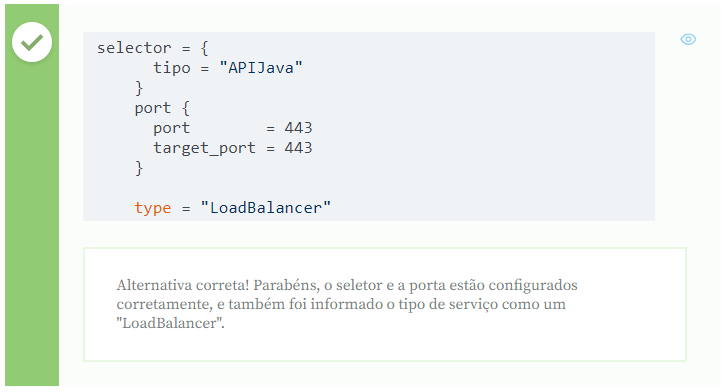 selector = {
tipo = "APIJava"
}
port {
port = 443
target_port = 443
}
type = "LoadBalancer"
Alternativa correta! Parabéns, o seletor e a porta estão configurados
corretamente, e também foi informado o tipo de serviço como um
"LoadBalancer".